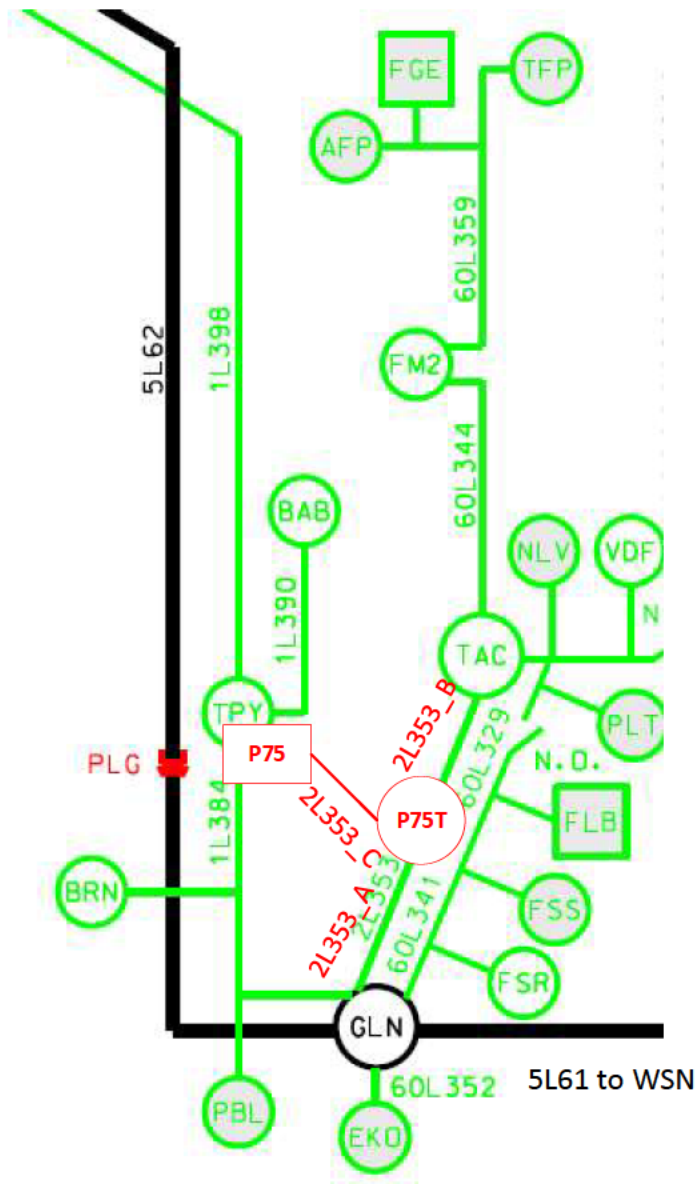 FGE
TFP
AFP
60L359
5L62
1L398
FM2
60L344
BAB
NLV
VDF
1L390
N
TAC
TPY
2L353_B
60L329
PLT
P75
PLG
N.O.
2L353_C
P75T
1L384
FLB
2L353
2L353_A
60L341
BRN
FSS
FSR
GLN
5L61 to WSN
60L352
PBL
EKO